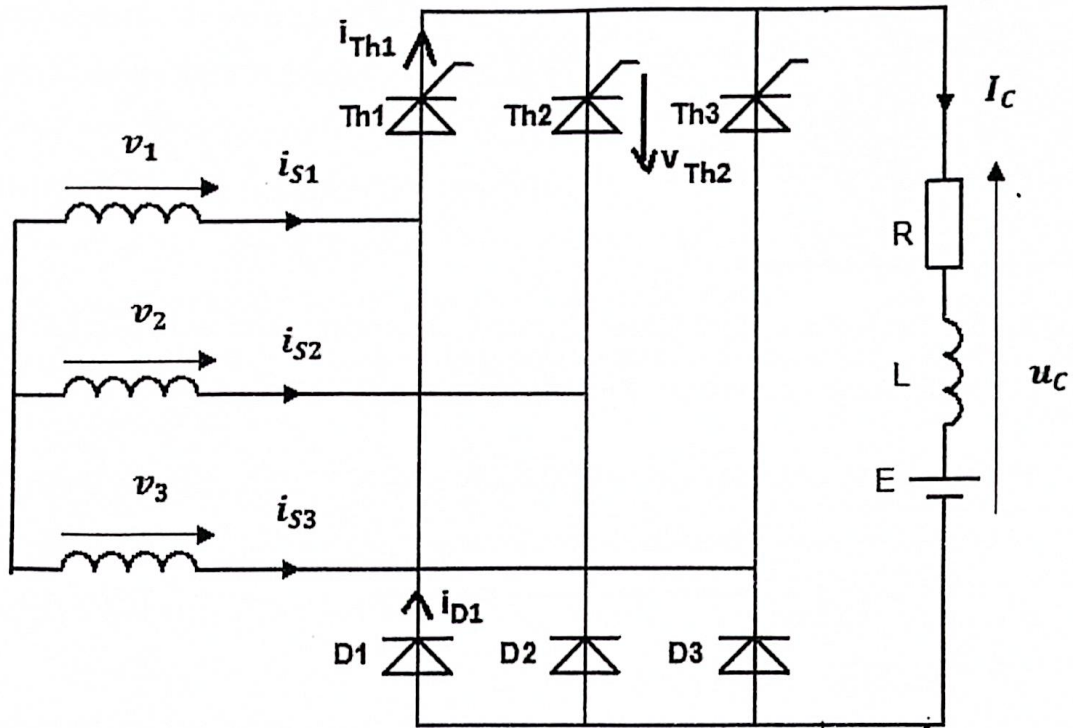 i_Th1
Th1
Th2
Th3
v_Th2
I_C
v_1
i_S1
R
v_2
i_S2
L
u_C
v_3
i_S3
E
i_D1
D1
D2
D3